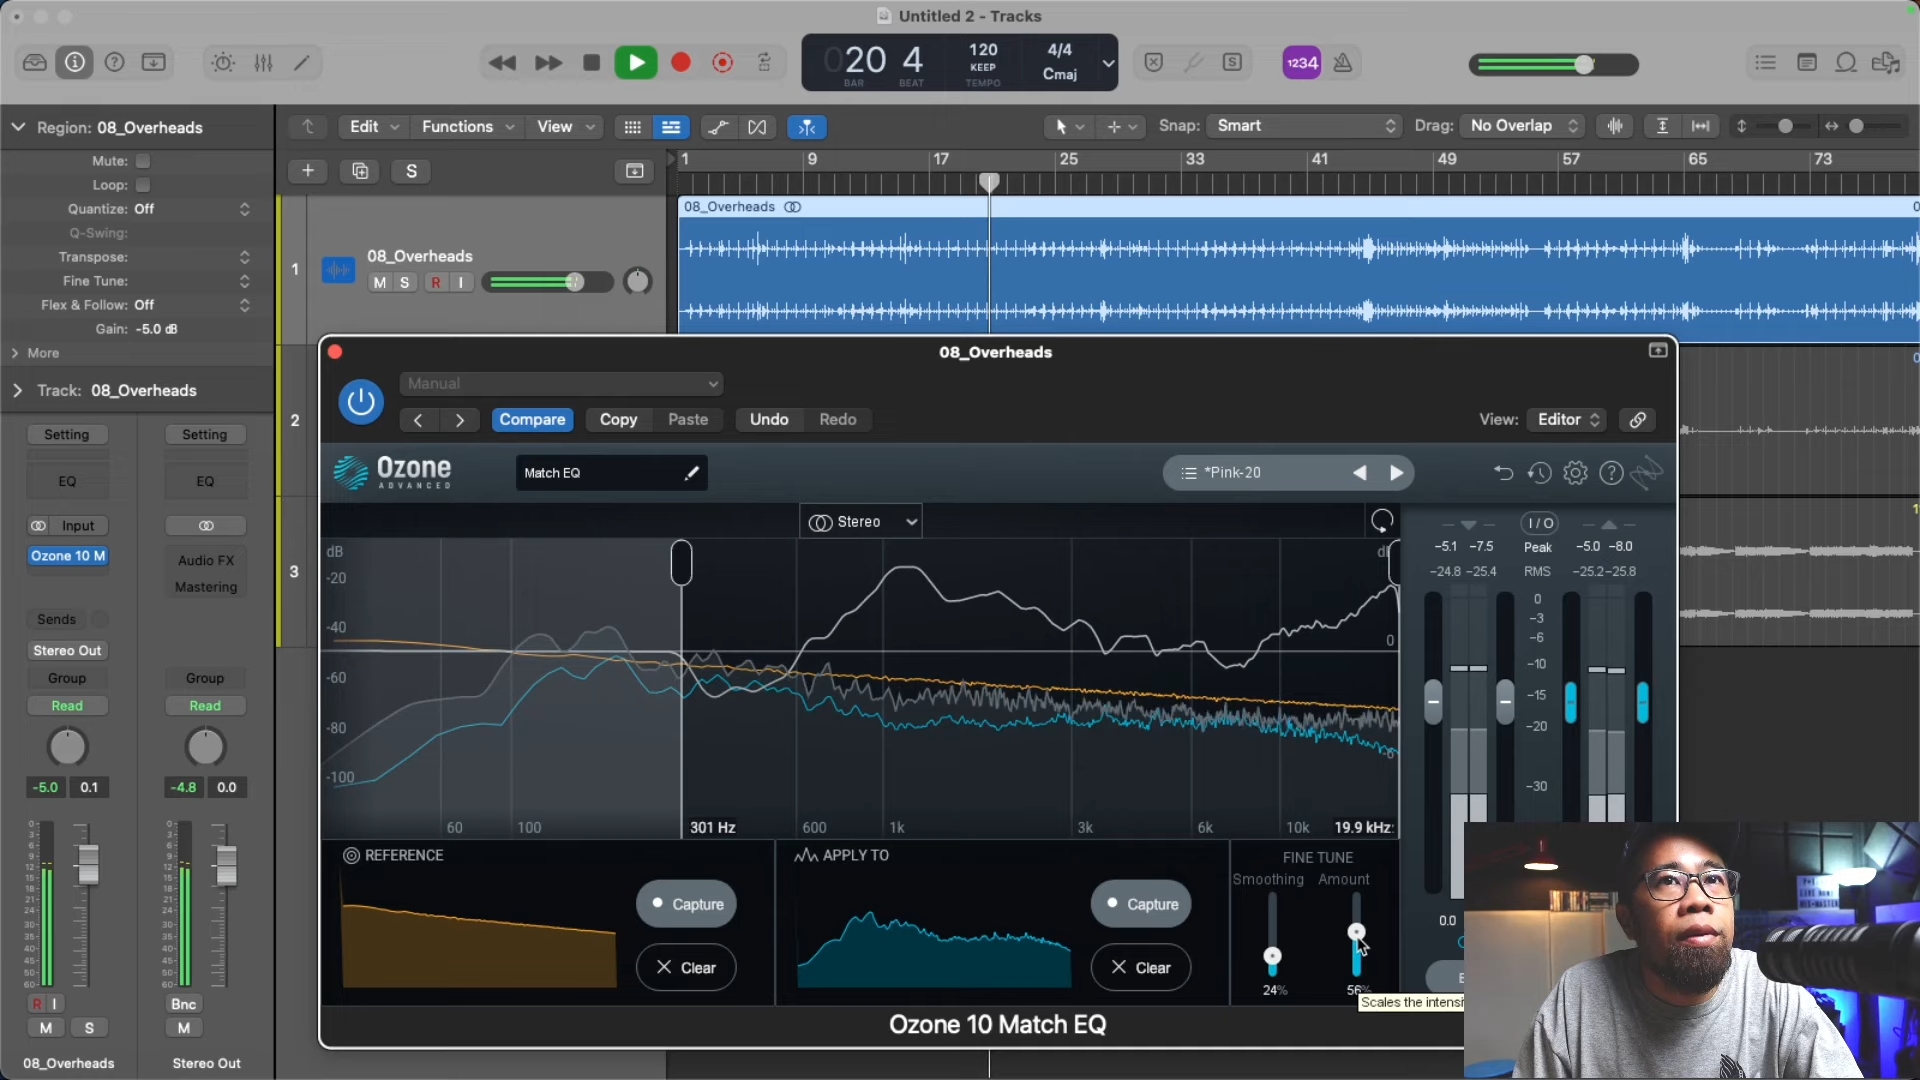 Untitled 2 - Tracks
020 4
BAR BEAT
120
KEEP
TEMPO
4/4
Cmaj
1234
Region: 08_Overheads
Edit
Functions
View
Snap: Smart
Drag: No Overlap
Mute:
Loop:
Quantize: Off
Q-Swing:
Transpose:
Fine Tune:
Flex & Follow: Off
Gain: -5.0 dB
More
Track: 08_Overheads
S
1 9 17 25 33 41 49 57 65 73
08_Overheads
1
08_Overheads
M S R I
2
3
Setting
EQ
Input
Ozone 10 M
Sends
Stereo Out
Group
Read
-5.0 0.1
R I
M S
08_Overheads
Setting
EQ
Audio FX
Mastering
Group
Read
-4.8 0.0
Bnc
M
Stereo Out
08_Overheads
Manual
Compare
Copy
Paste
Undo
Redo
View: Editor
Ozone
ADVANCED
Match EQ
*Pink-20
Stereo
dB
-20
-40
-60
-80
-100
0
60 100 301 Hz 600 1k 3k 6k 10k 19.9 kHz
I / O
-5.1 -7.5 Peak -5.0 -8.0
-24.8 -25.4 RMS -25.2 -25.8
0
-3
-6
-10
-15
-20
-30
0.0
REFERENCE
Capture
Clear
APPLY TO
Capture
Clear
FINE TUNE
Smoothing Amount
24% 56%
Scales the intensi
Ozone 10 Match EQ